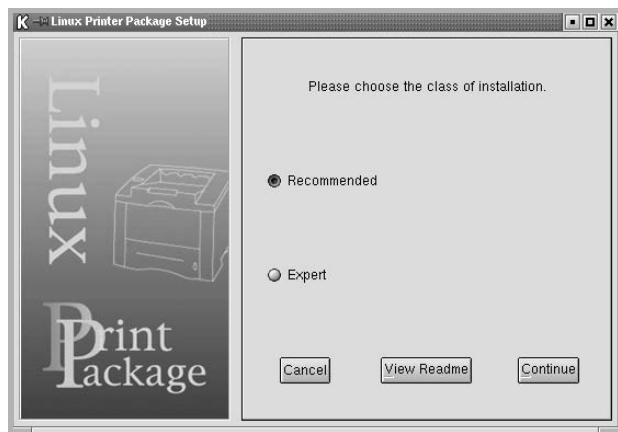 Linux Printer Package Setup
Linux
Print
Package
Please choose the class of installation.
Recommended
Expert
Cancel
View Readme
Continue